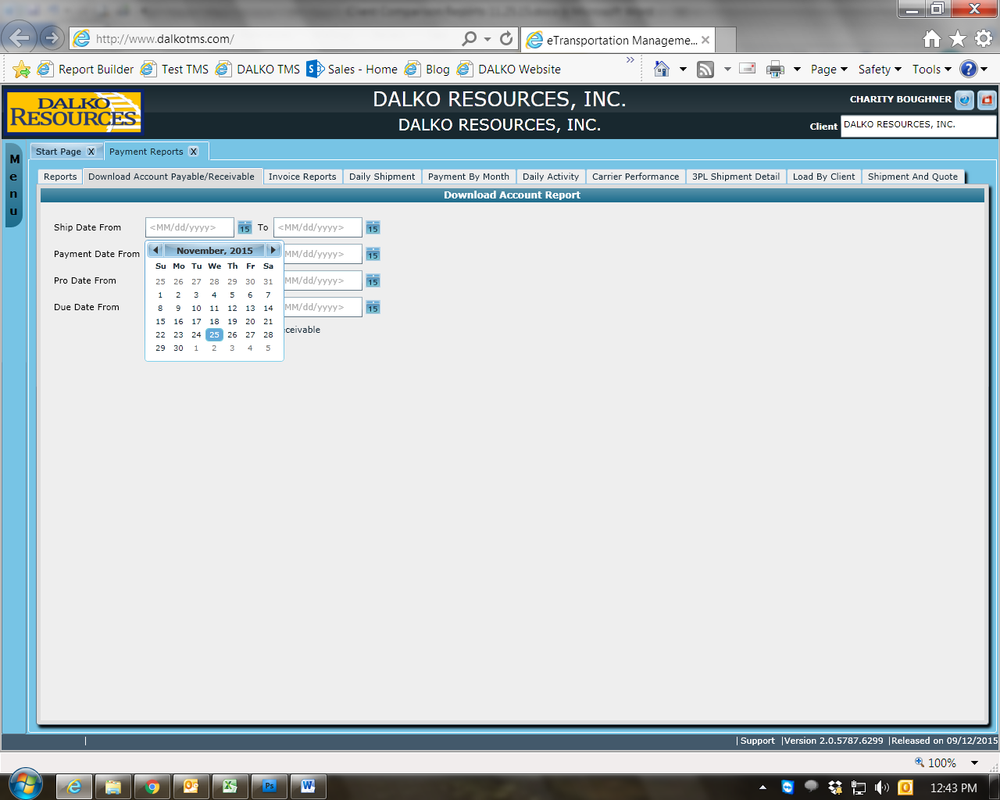 http://www.dalkotms.com/
eTransportation Manageme...
Report Builder Test TMS DALKO TMS Sales - Home Blog DALKO Website » Page Safety Tools
DALKO RESOURCES
DALKO RESOURCES, INC.
CHARITY BOUGHNER
DALKO RESOURCES, INC.
Client DALKO RESOURCES, INC.
Menu
Start Page X Payment Reports X
Reports Download Account Payable/Receivable Invoice Reports Daily Shipment Payment By Month Daily Activity Carrier Performance 3PL Shipment Detail Load By Client Shipment And Quote
Download Account Report
Ship Date From <MM/dd/yyyy> 15 To <MM/dd/yyyy> 15
Payment Date From MM/dd/yyyy> 15
Pro Date From MM/dd/yyyy> 15
Due Date From MM/dd/yyyy> 15
ceivable
November, 2015
Su Mo Tu We Th Fr Sa
25 26 27 28 29 30 31
1 2 3 4 5 6 7
8 9 10 11 12 13 14
15 16 17 18 19 20 21
22 23 24 25 26 27 28
29 30 1 2 3 4 5
| | Support | Version 2.0.5787.6299 | Released on 09/12/2015
100%
12:43 PM